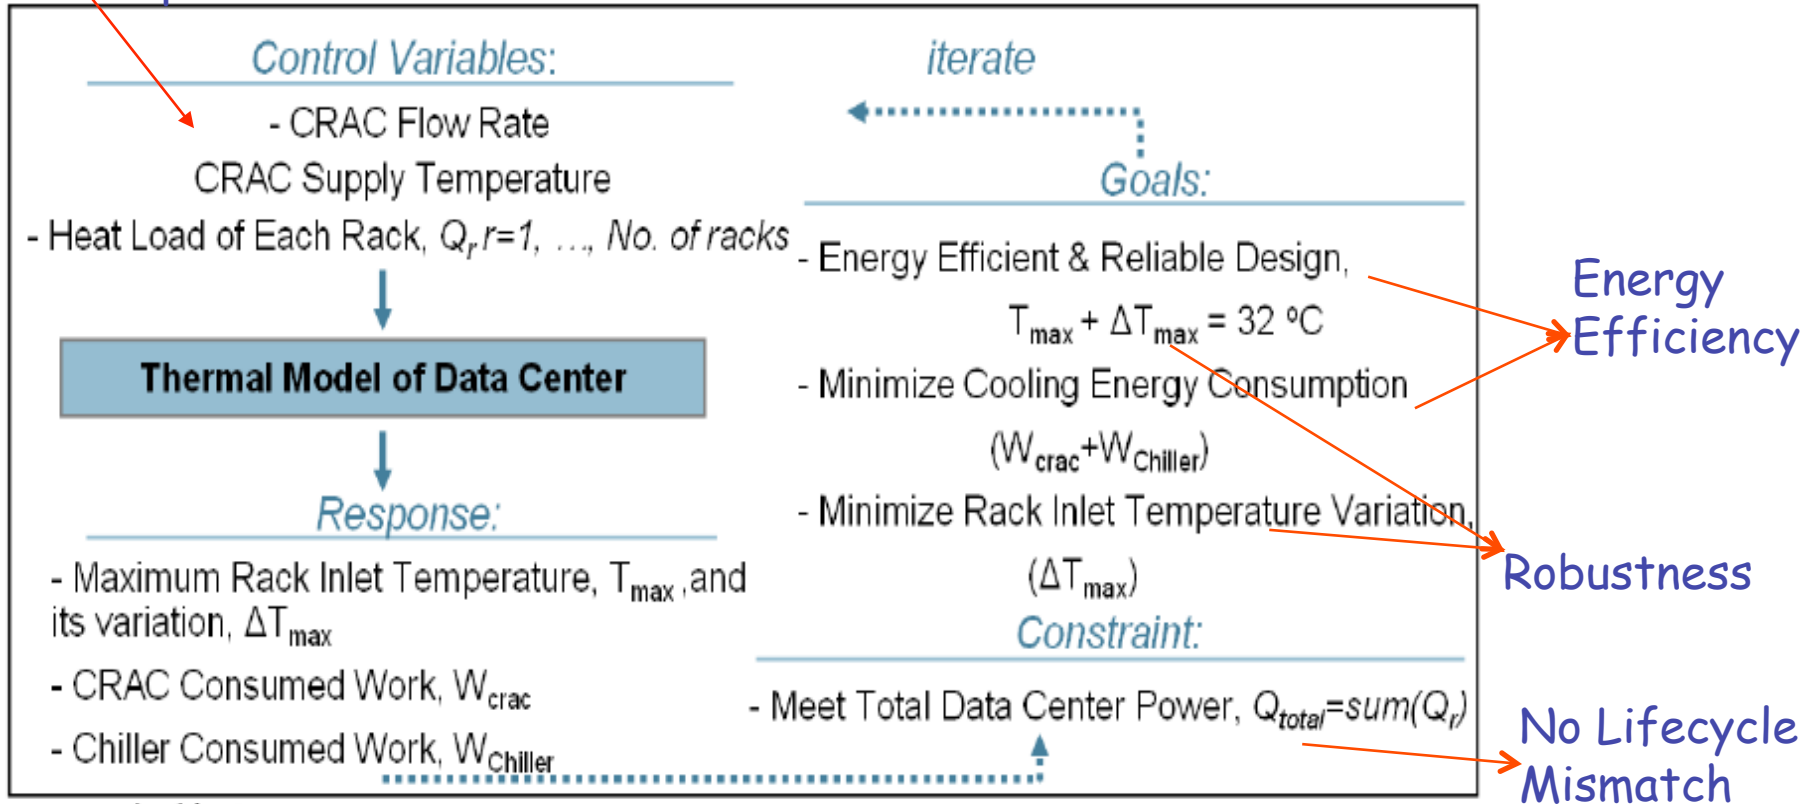 Control Variables:
- CRAC Flow Rate
CRAC Supply Temperature
- Heat Load of Each Rack, Qr r=1, …, No. of racks
Thermal Model of Data Center
Response:
- Maximum Rack Inlet Temperature, Tmax ,and
its variation, ΔTmax
- CRAC Consumed Work, Wcrac
- Chiller Consumed Work, WChiller
iterate
Goals:
- Energy Efficient & Reliable Design,
Tmax + ΔTmax = 32 ºC
- Minimize Cooling Energy Consumption
(Wcrac+WChiller)
- Minimize Rack Inlet Temperature Variation,
(ΔTmax)
Constraint:
- Meet Total Data Center Power, Qtotal=sum(Qr)
Energy
Efficiency
Robustness
No Lifecycle
Mismatch